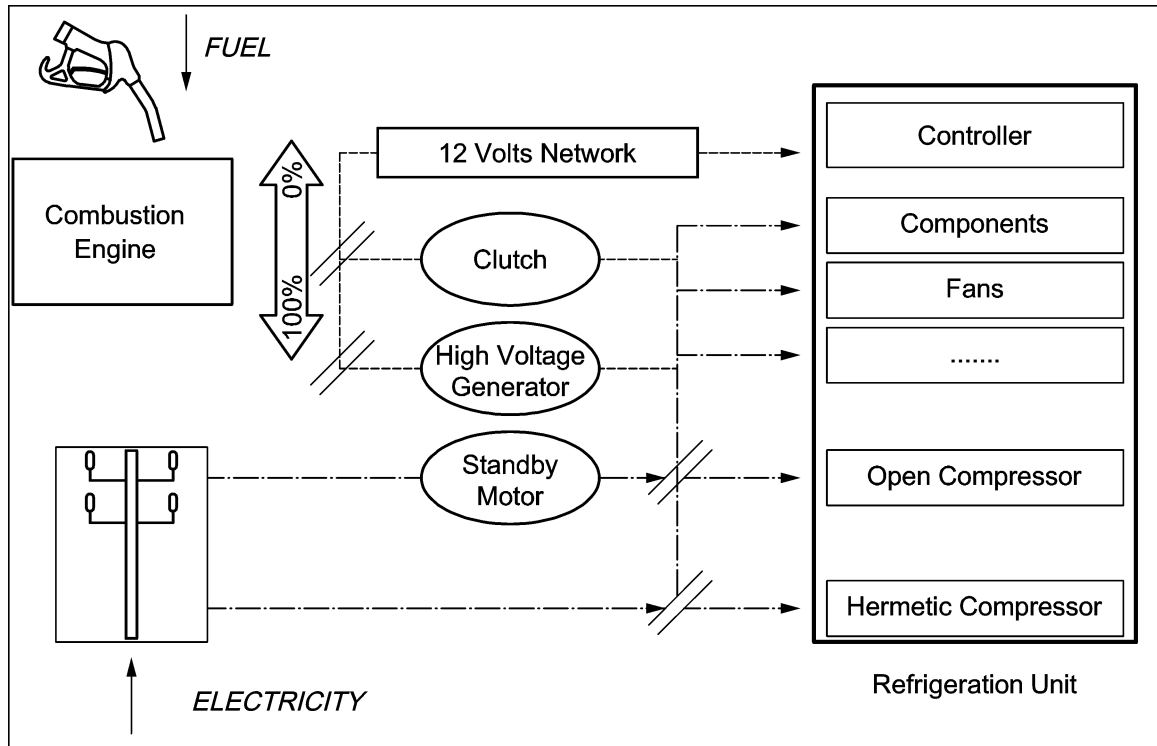 FUEL
12 Volts Network
Controller
0%
Combustion
Engine
Components
Clutch
Fans
100%
High Voltage
Generator
.......
Standby
Motor
Open Compressor
Hermetic Compressor
Refrigeration Unit
ELECTRICITY